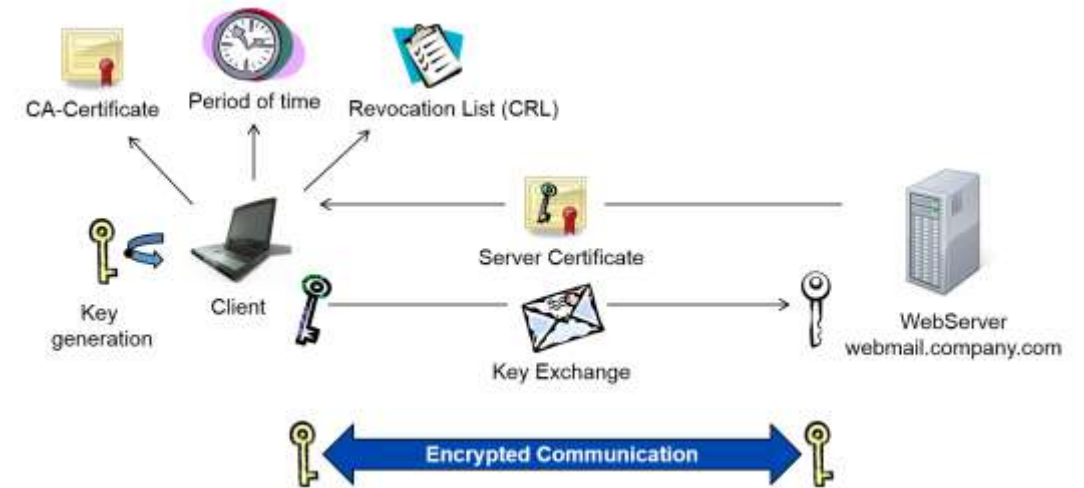 CA-Certificate
Period of time
Revocation List (CRL)
Server Certificate
Key
generation
Client
Key Exchange
WebServer
webmail.company.com
Encrypted Communication